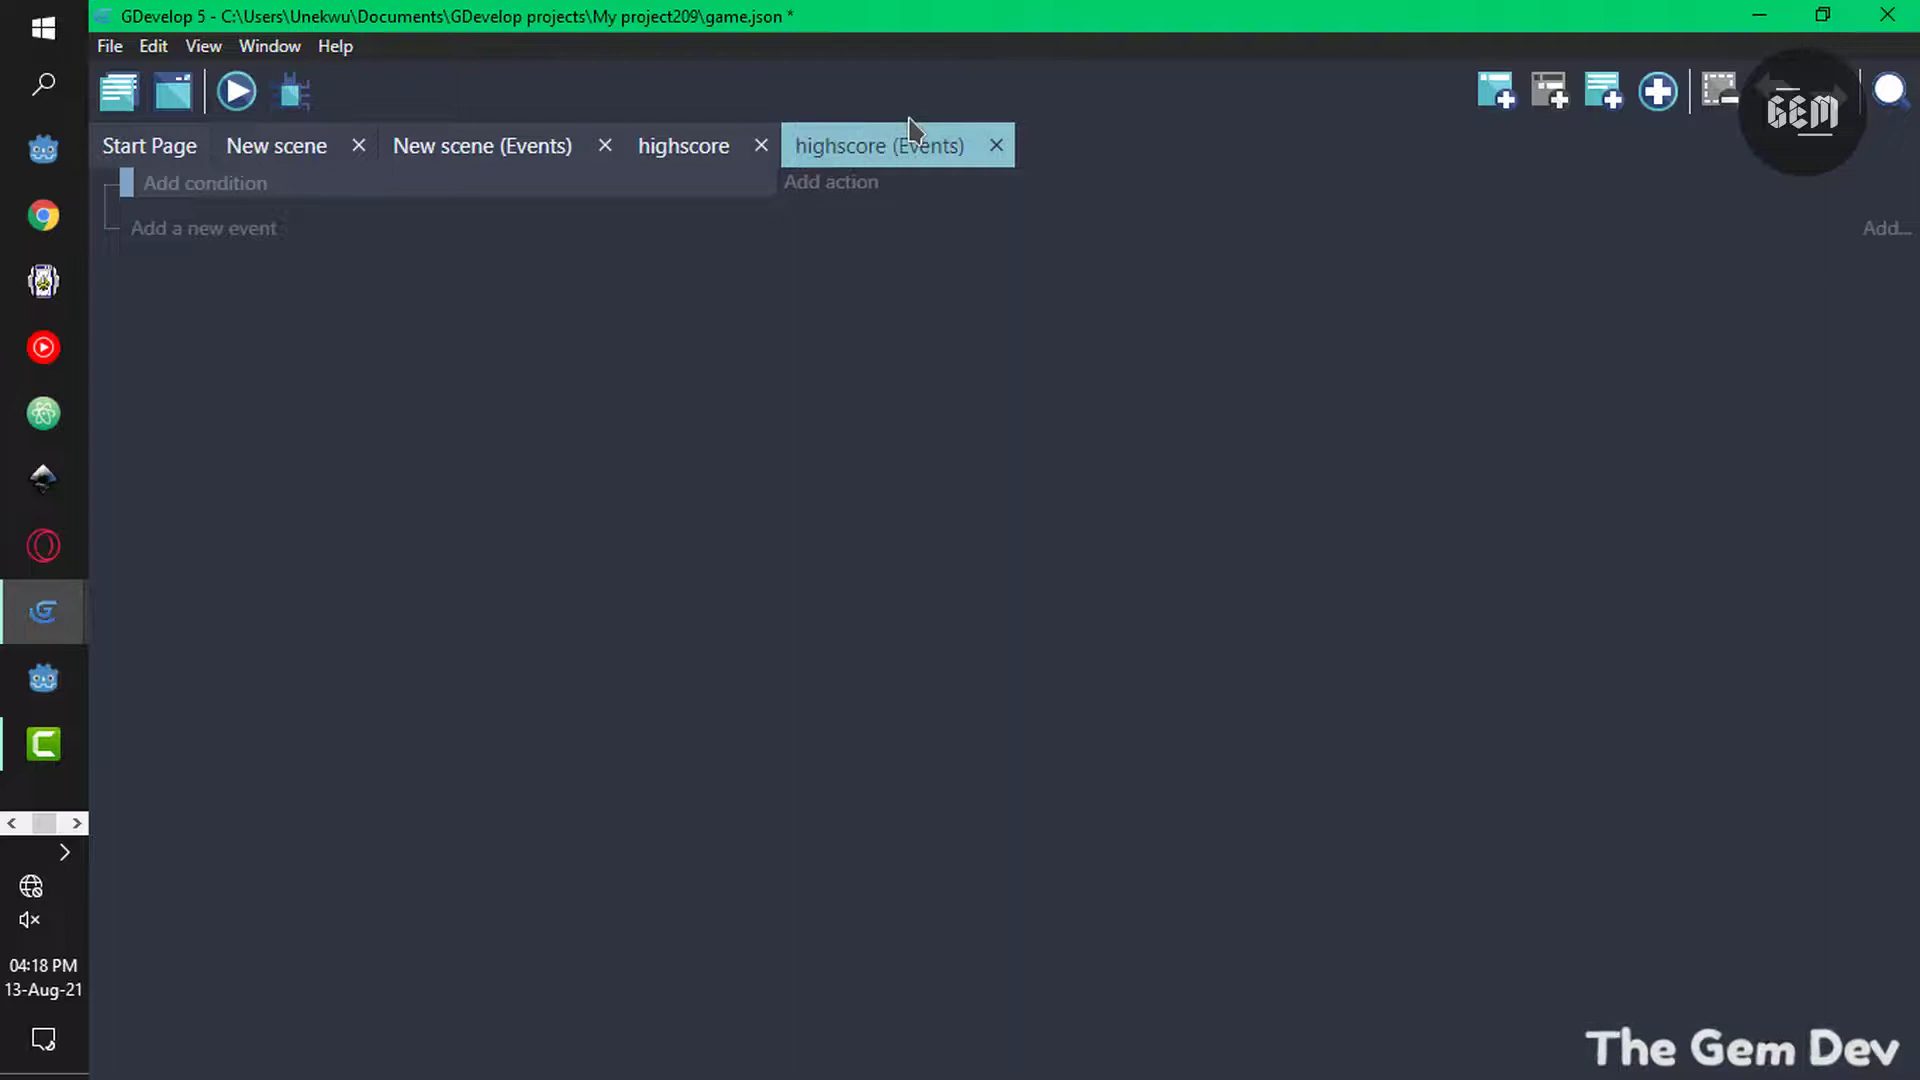 GDevelop 5 - C:\Users\Unekwu\Documents\GDevelop projects\My project209\game.json *
File Edit View Window Help
GEM
Start Page New scene New scene (Events) highscore highscore (Events)
Add condition Add action
Add a new event Add...
04:18 PM
13-Aug-21
The Gem Dev